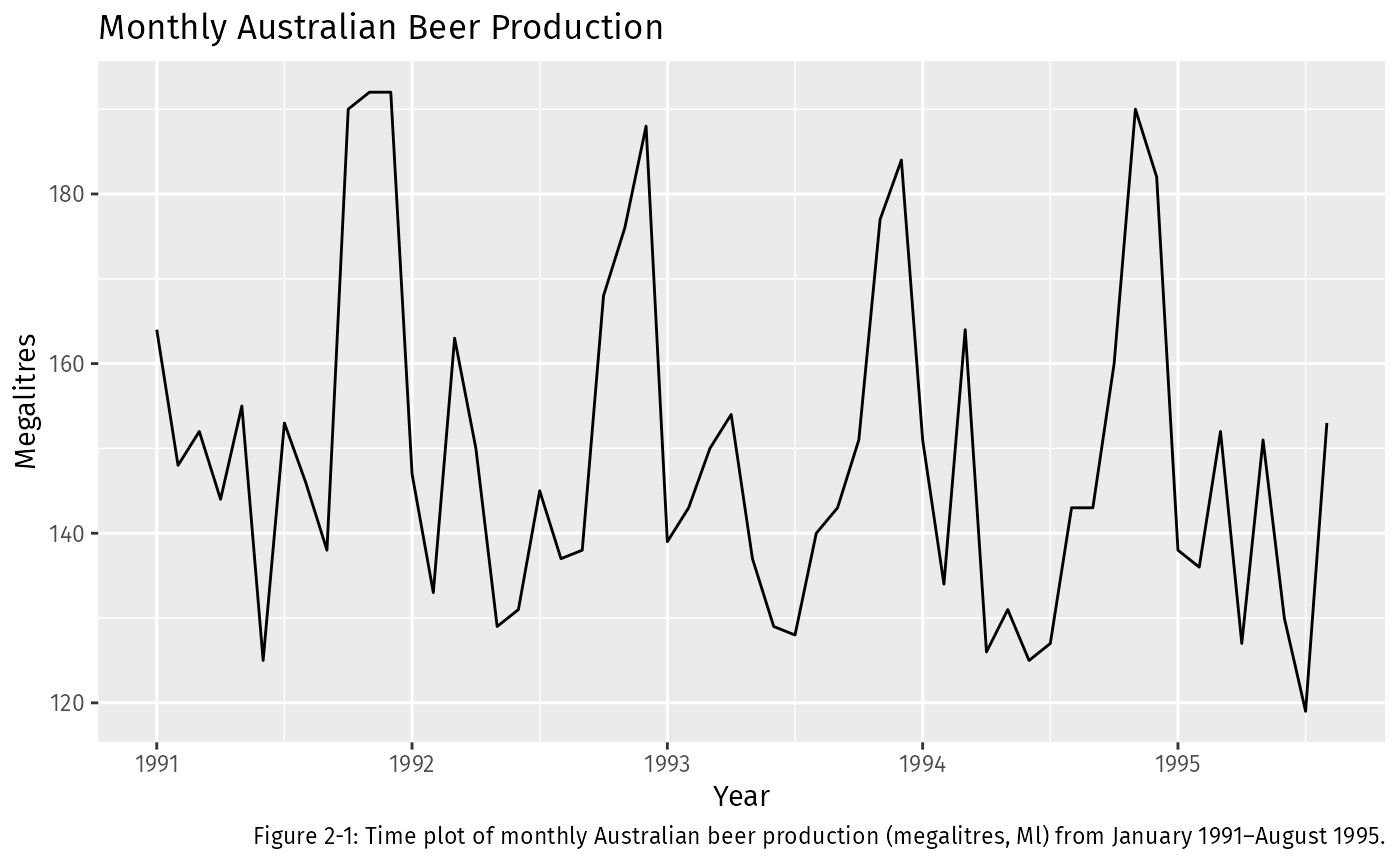 Monthly Australian Beer Production
Megalitres
180
160
140
120
1991 1992 1993 1994 1995
Year
Figure 2-1: Time plot of monthly Australian beer production (megalitres, Ml) from January 1991–August 1995.